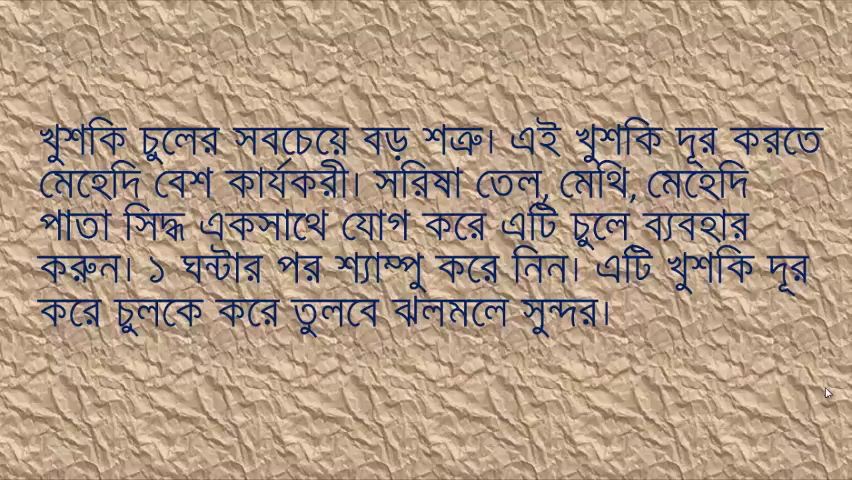 খুশকি চুলের সবচেয়ে বড় শত্রু। এই খুশকি দূর করতে
মেহেদি বেশ কার্যকরী। সরিষা তেল, মেথি, মেহেদি
পাতা সিদ্ধ একসাথে যোগ করে এটি চুলে ব্যবহার
করুন। ১ ঘন্টার পর শ্যাম্পু করে নিন। এটি খুশকি দূর
করে চুলকে করে তুলবে ঝলমলে সুন্দর।